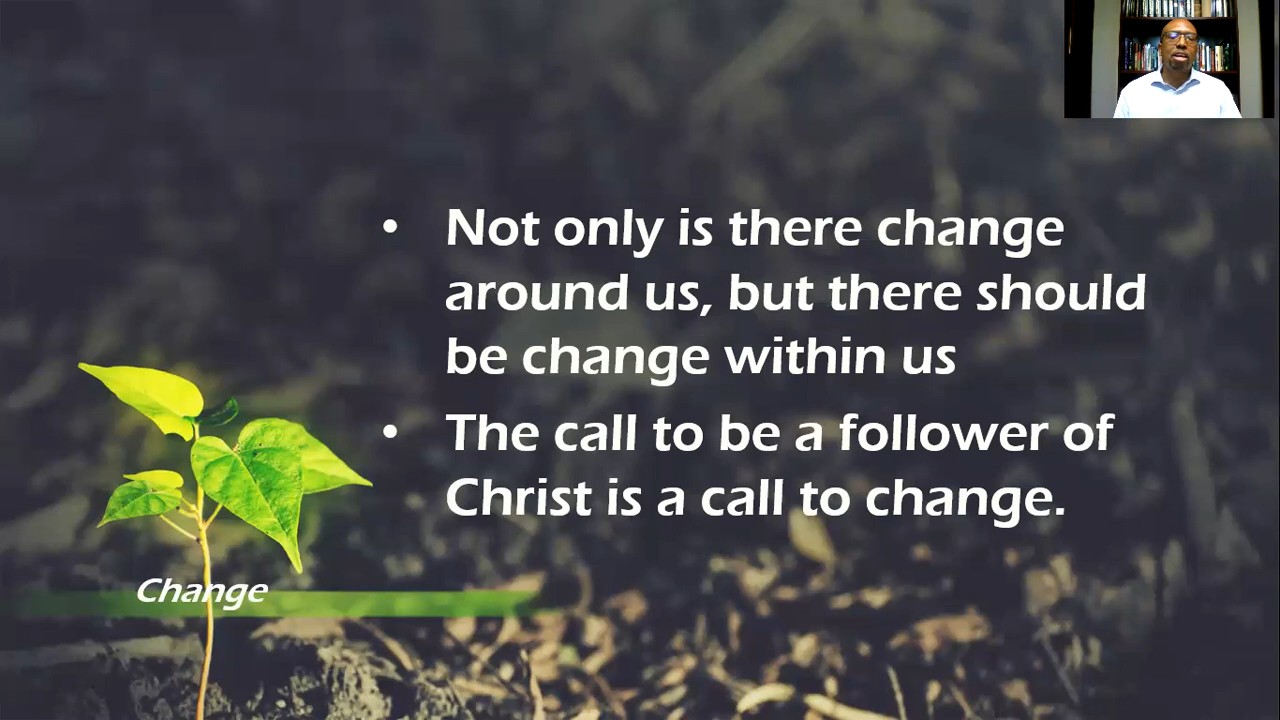 • Not only is there change
around us, but there should
be change within us
• The call to be a follower of
Christ is a call to change.
Change